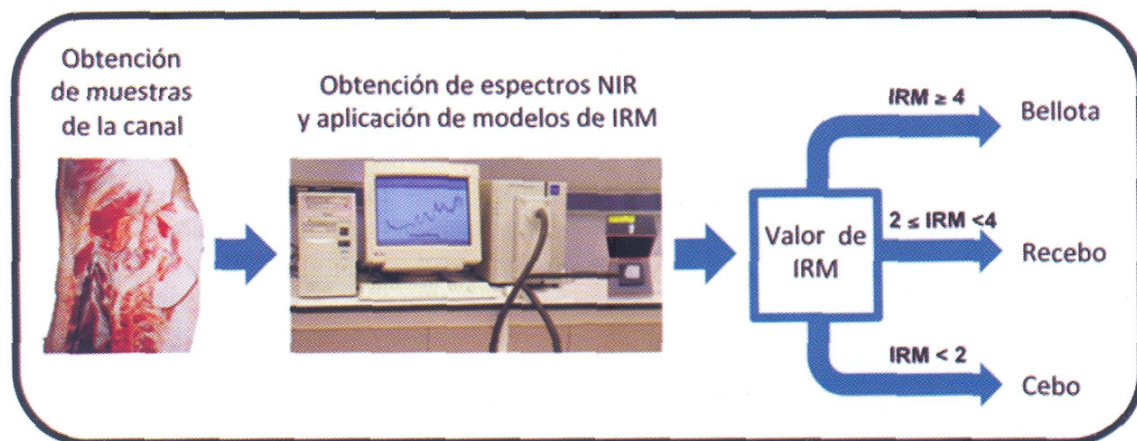 Obtención
de muestras
de la canal
Obtención de espectros NIR
y aplicación de modelos de IRM
Valor de
IRM
IRM ≥ 4
Bellota
2 ≤ IRM <4
Recebo
IRM < 2
Cebo